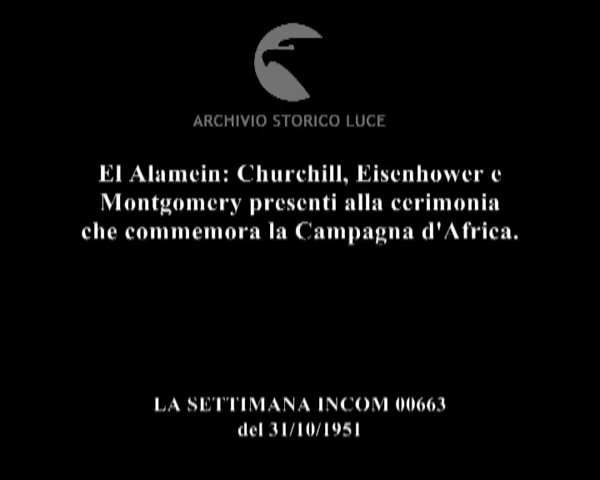 ARCHIVIO STORICO LUCE
El Alamein: Churchill, Eisenhower e
Montgomery presenti alla cerimonia
che commemora la Campagna d'Africa.
LA SETTIMANA INCOM 00663
del 31/10/1951